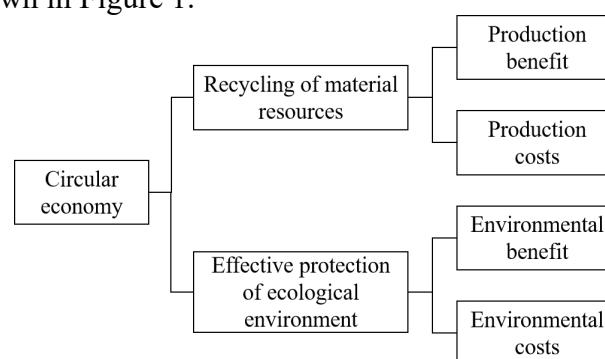 wn in Figure 1.
Production
benefit
Recycling of material
resources
Production
costs
Circular
economy
Environmental
benefit
Effective protection
of ecological
environment
Environmental
costs